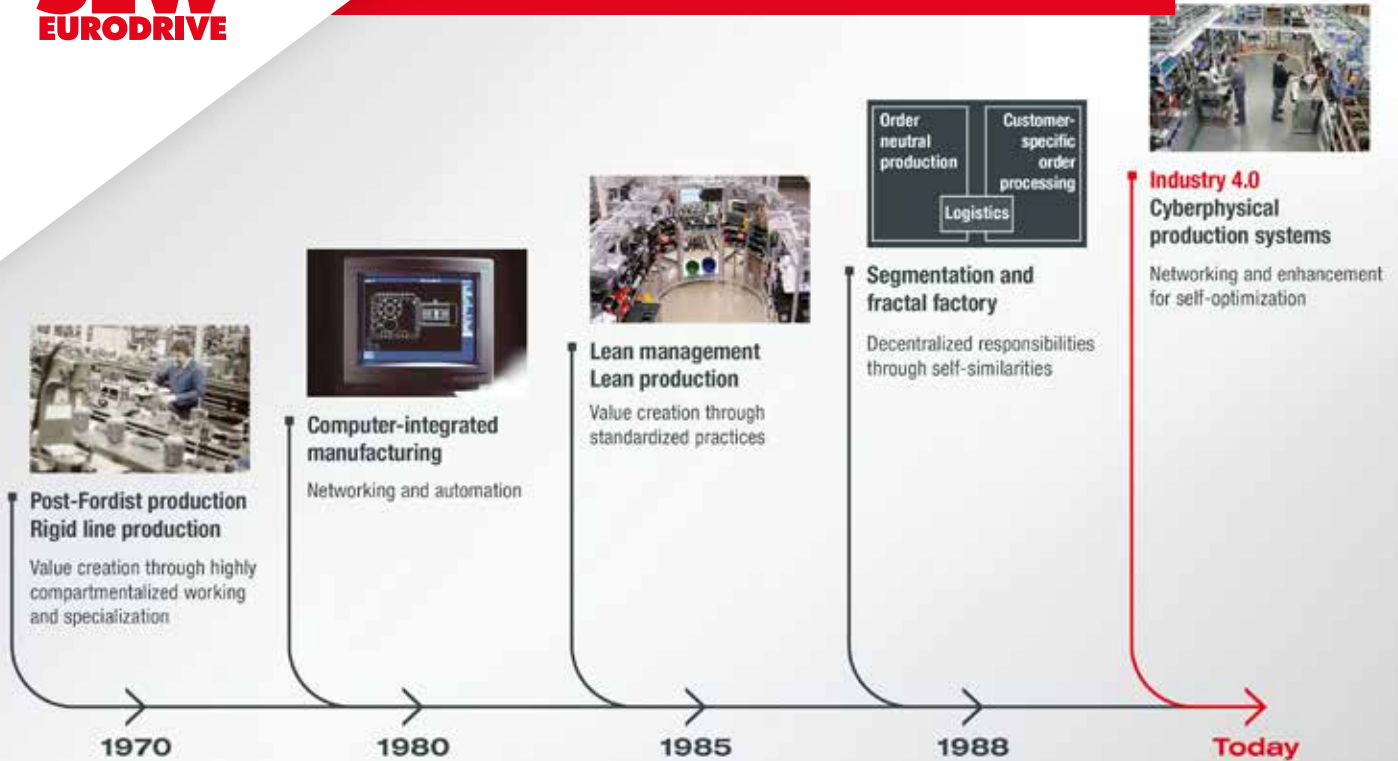 SEW
EURODRIVE
Post-Fordist production
Rigid line production
Value creation through highly
compartmentalized working
and specialization
Computer-integrated
manufacturing
Networking and automation
Lean management
Lean production
Value creation through
standardized practices
Order
neutral
production
Customer-
specific
order
processing
Logistics
Segmentation and
fractal factory
Decentralized responsibilities
through self-similarities
Industry 4.0
Cyberphysical
production systems
Networking and enhancement
for self-optimization
1970
1980
1985
1988
Today